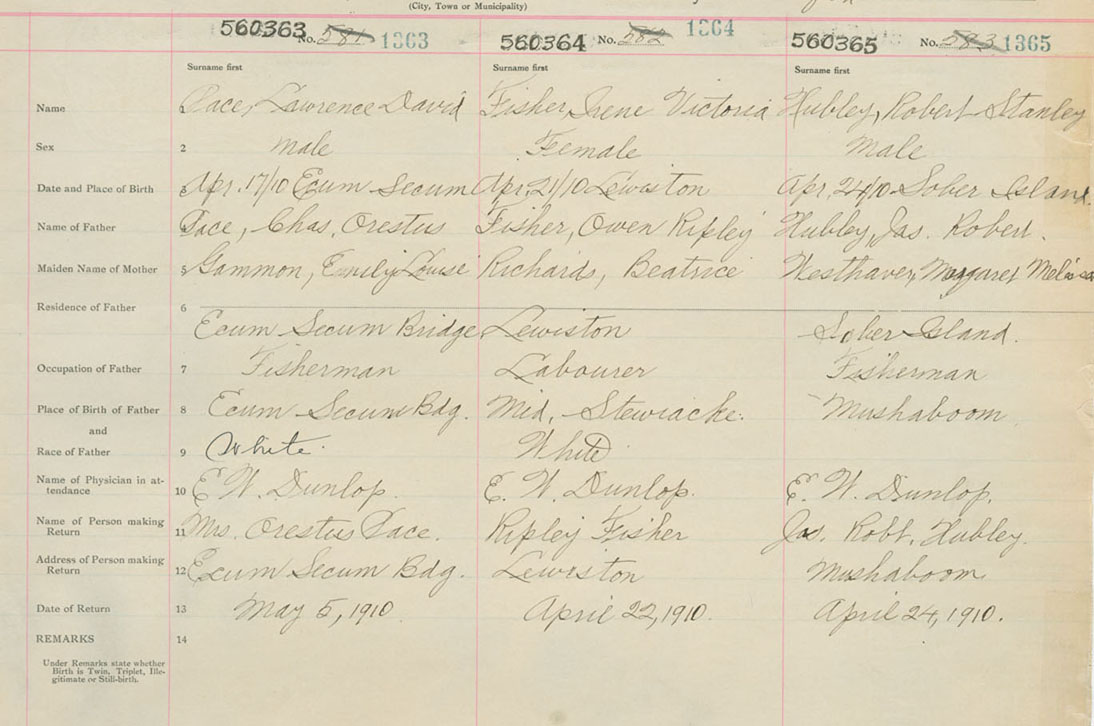 (City, Town or Municipality)
560363 No. 581 1363 560364 No. 582 1364 560365 No. 583 1365
Surname first Surname first Surname first
Name 1 Pace, Lawrence David Fisher, Irene Victoria Hubley, Robert Stanley
Sex 2 Male Female Male
Date and Place of Birth Apr. 17/10 Ecum Secum Apr. 21/10 Lewiston Apr. 24/10 Sober Island.
Name of Father Pace, Chas. Orestus Fisher, Owen Ripley Hubley, Jas. Robert.
Maiden Name of Mother 5 Gammon, Emily Louise Richards, Beatrice Westhaver, Margaret Melissa
Residence of Father 6
Ecum Secum Bridge Lewiston Sober Island.
Occupation of Father 7 Fisherman Labourer Fisherman
Place of Birth of Father 8 Ecum Secum Bdg. Mid. Stewiacke. Mushaboom
and
Race of Father 9 White White
Name of Physician in at-
tendance 10 E. W. Dunlop. E. W. Dunlop. E. W. Dunlop.
Name of Person making
Return 11 Mrs. Orestus Pace. Ripley Fisher Jas. Robt. Hubley.
Address of Person making
Return 12 Ecum Secum Bdg. Lewiston Mushaboom
Date of Return 13 May 5, 1910 April 22, 1910. April 24, 1910.
REMARKS 14
Under Remarks state whether
Birth is Twin, Triplet, Ille-
gitimate or Still-birth.